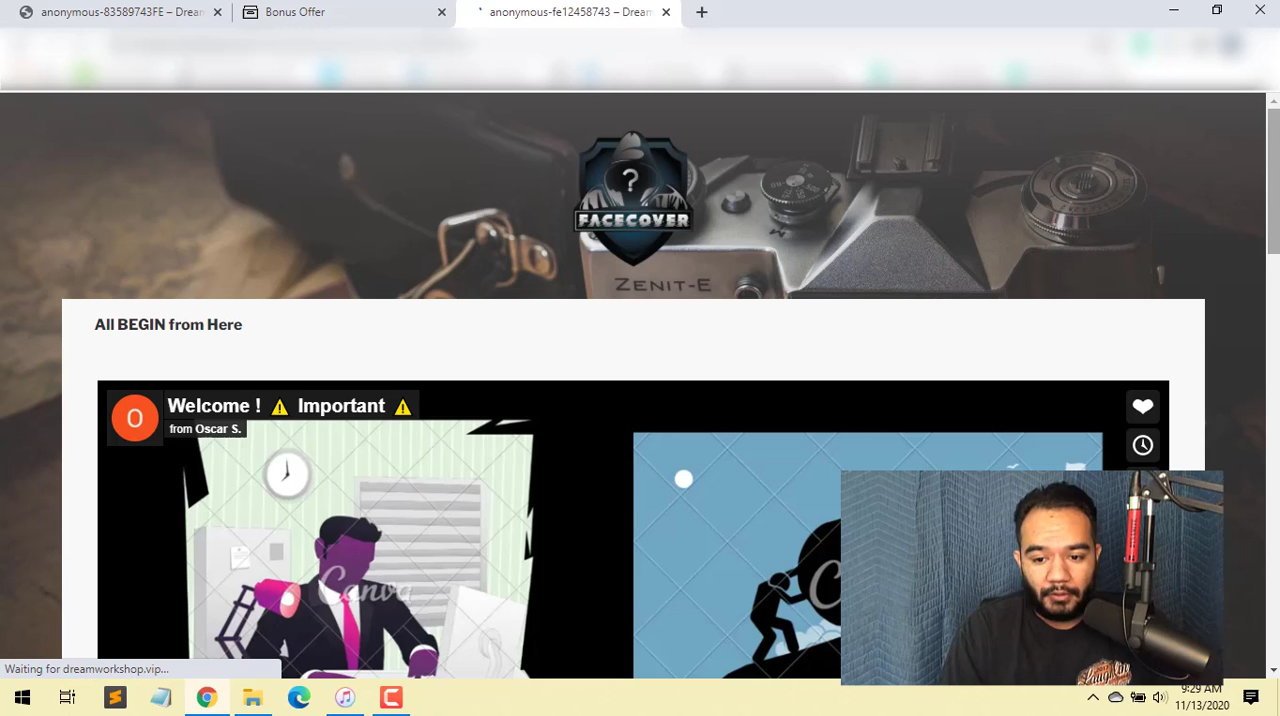 anonymous-83589743FE – Dream
Bonus Offer
anonymous-fe12458743 – Dream
?
FACECOVER
M
ZENIT-E
All BEGIN from Here
O
Welcome ! ⚠ Important ⚠
from Oscar S.
Canva
C
Waiting for dreamworkshop.vip...
9:29 AM
11/13/2020